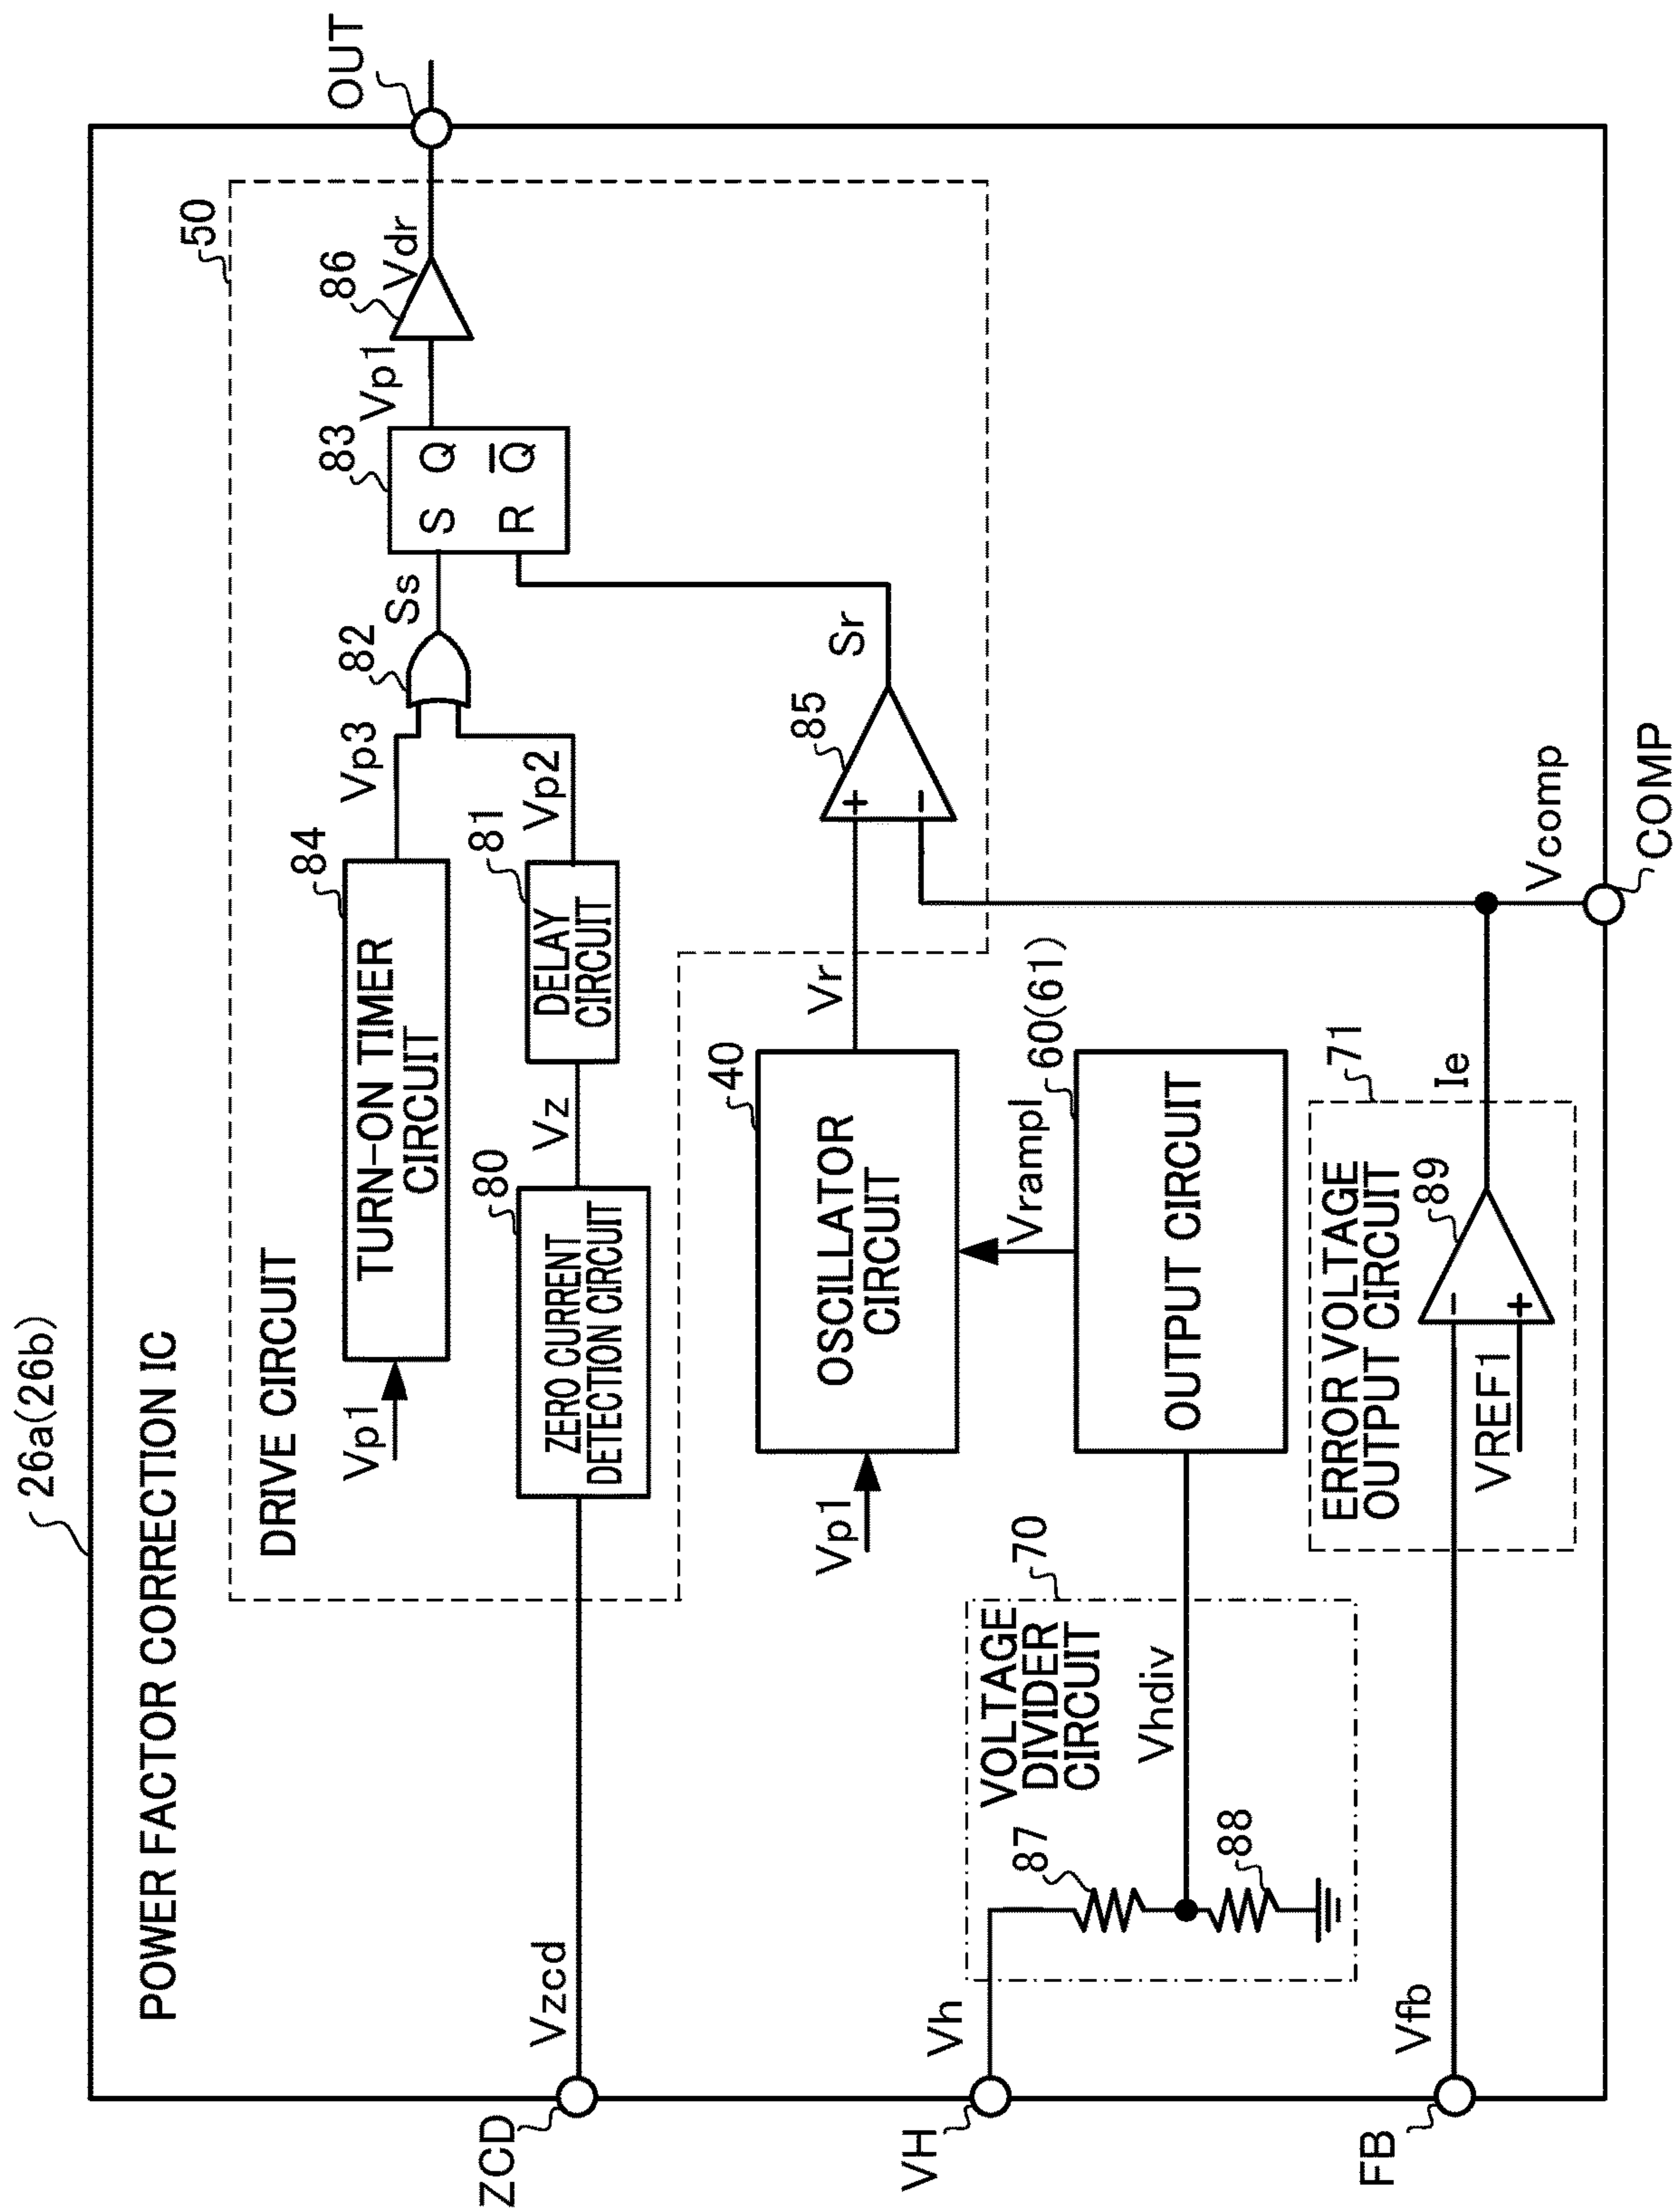 26a(26b)
POWER FACTOR CORRECTION IC
50
DRIVE CIRCUIT
Vp1
84
TURN-ON TIMER
CIRCUIT
Vp3
82
Ss
83
S Q
R Q
Vp1
86
Vdr
OUT
ZCD
Vzcd
80
ZERO CURRENT
DETECTION CIRCUIT
Vz
81
DELAY
CIRCUIT
Vp2
Vp1
40
OSCILLATOR
CIRCUIT
Vr
85
+
-
Sr
VH
Vh
70
VOLTAGE
DIVIDER
CIRCUIT
87
88
Vhdiv
Vrampl
60(61)
OUTPUT CIRCUIT
FB
Vfb
71
ERROR VOLTAGE
OUTPUT CIRCUIT
VREF1
89
-
+
Ie
Vcomp
COMP